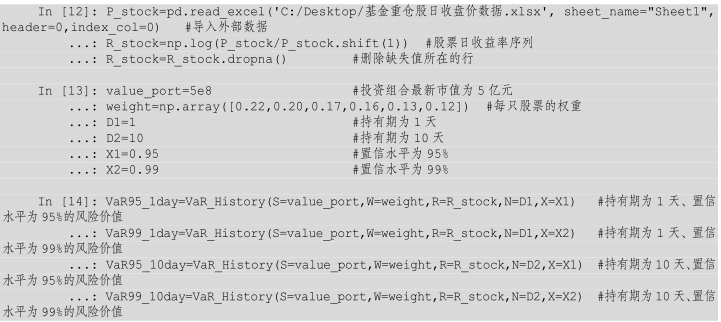 In [12]: P_stock=pd.read_excel('C:/Desktop/基金重仓股日收盘价数据.xlsx', sheet_name="Sheet1",
header=0,index_col=0)   #导入外部数据
    ...: R_stock=np.log(P_stock/P_stock.shift(1))  #股票日收益率序列
    ...: R_stock=R_stock.dropna()       #删除缺失值所在的行
In [13]: value_port=5e8                 #投资组合最新市值为 5 亿元
    ...: weight=np.array([0.22,0.20,0.17,0.16,0.13,0.12])  #每只股票的权重
    ...: D1=1                           #持有期为 1 天
    ...: D2=10                          #持有期为 10 天
    ...: X1=0.95                        #置信水平为 95%
    ...: X2=0.99                        #置信水平为 99%
In [14]: VaR95_1day=VaR_History(S=value_port,W=weight,R=R_stock,N=D1,X=X1)   #持有期为 1 天、置信
水平为 95%的风险价值
    ...: VaR99_1day=VaR_History(S=value_port,W=weight,R=R_stock,N=D1,X=X2)   #持有期为 1 天、置信
水平为 99%的风险价值
    ...: VaR95_10day=VaR_History(S=value_port,W=weight,R=R_stock,N=D2,X=X1)  #持有期为 10 天、置信
水平为 95%的风险价值
    ...: VaR99_10day=VaR_History(S=value_port,W=weight,R=R_stock,N=D2,X=X2)  #持有期为 10 天、置信
水平为 99%的风险价值